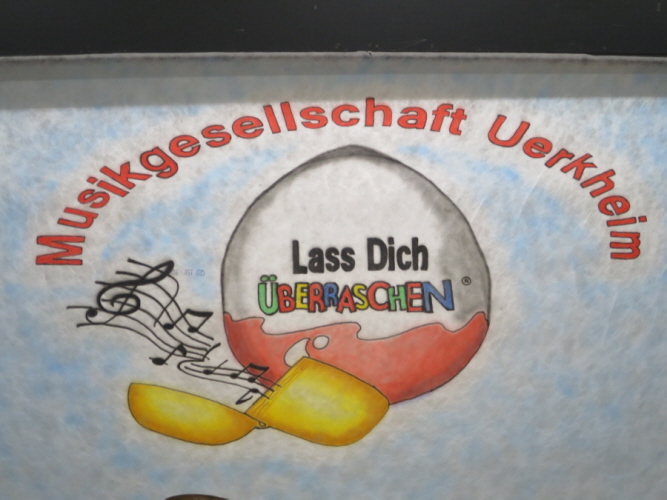 Musikgesellschaft Uerkheim
Lass Dich
ÜBERRASCHEN ®